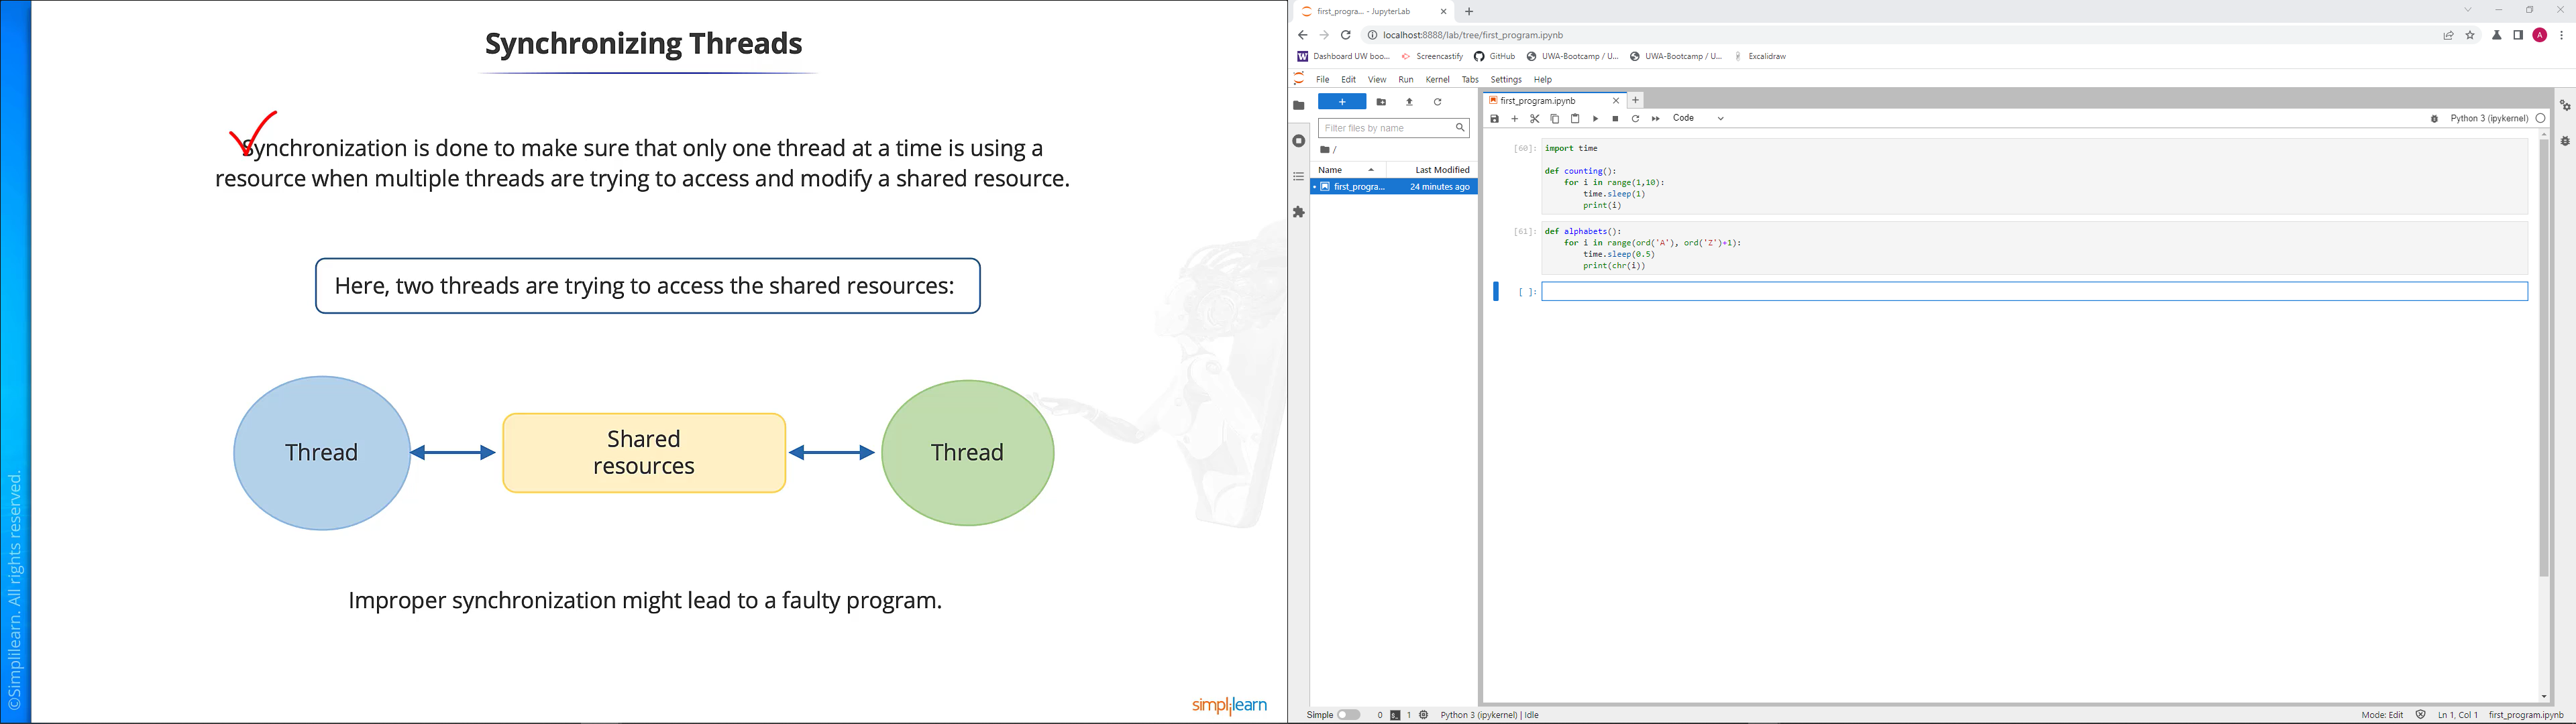 Synchronizing Threads
Synchronization is done to make sure that only one thread at a time is using a
resource when multiple threads are trying to access and modify a shared resource.
Here, two threads are trying to access the shared resources:
Thread
Shared
resources
Thread
Improper synchronization might lead to a faulty program.
©Simplilearn. All rights reserved.
simplilearn
first_progra... - JupyterLab
localhost:8888/lab/tree/first_program.ipynb
A
W Dashboard UW boo...
Screencastify
GitHub
UWA-Bootcamp / U...
UWA-Bootcamp / U...
Excalidraw
File Edit View Run Kernel Tabs Settings Help
Filter files by name
/
Name Last Modified
first_progra... 24 minutes ago
first_program.ipynb
Code
Python 3 (ipykernel)
[60]: import time
def counting():
for i in range(1,10):
time.sleep(1)
print(i)
[61]: def alphabets():
for i in range(ord('A'), ord('Z')+1):
time.sleep(0.5)
print(chr(i))
[ ]:
Simple 0 1 Python 3 (ipykernel) | Idle
Mode: Edit Ln 1, Col 1 first_program.ipynb